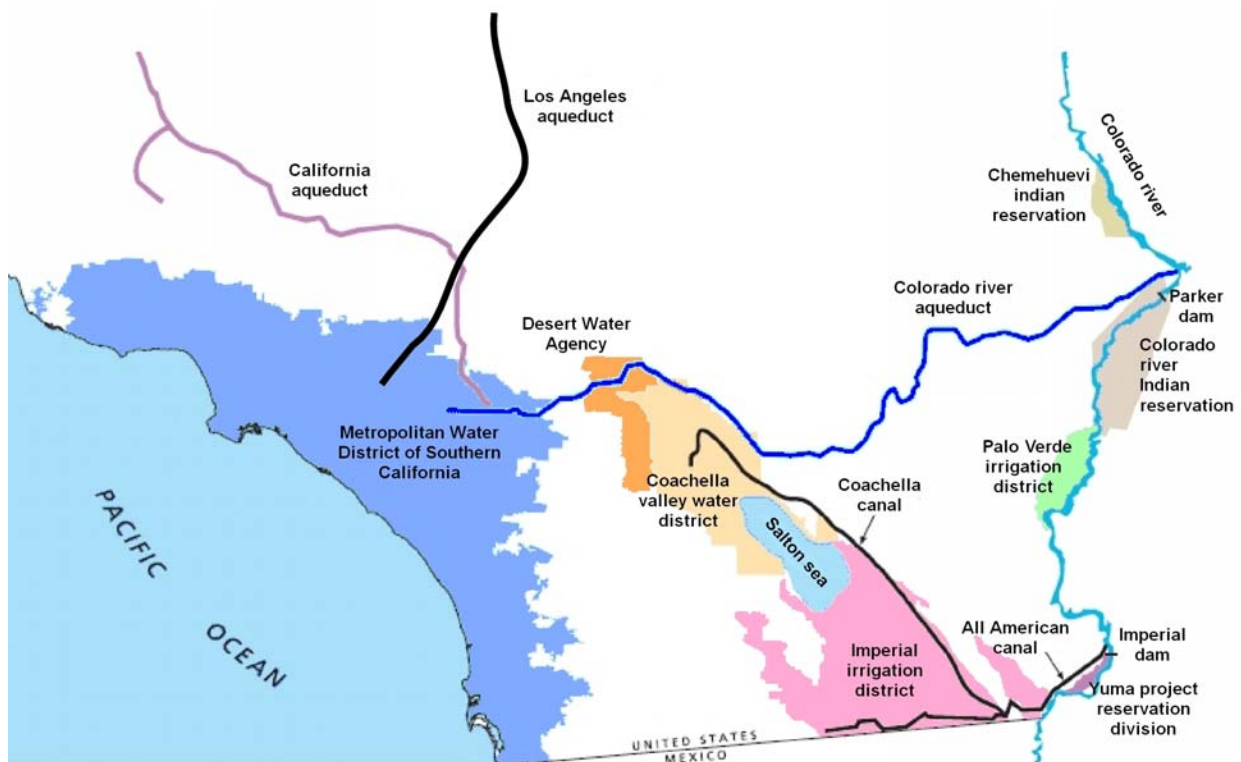 Los Angeles
aqueduct
California
aqueduct
Chemehuevi
indian
reservation
Colorado river
Colorado river
aqueduct
Parker
dam
Desert Water
Agency
Colorado
river
Indian
reservation
Metropolitan Water
District of Southern
California
Palo Verde
irrigation
district
Coachella
valley water
district
Coachella
canal
Salton sea
PACIFIC
OCEAN
All American
canal
Imperial
dam
Imperial
irrigation
district
Yuma project
reservation
division
UNITED STATES
MEXICO